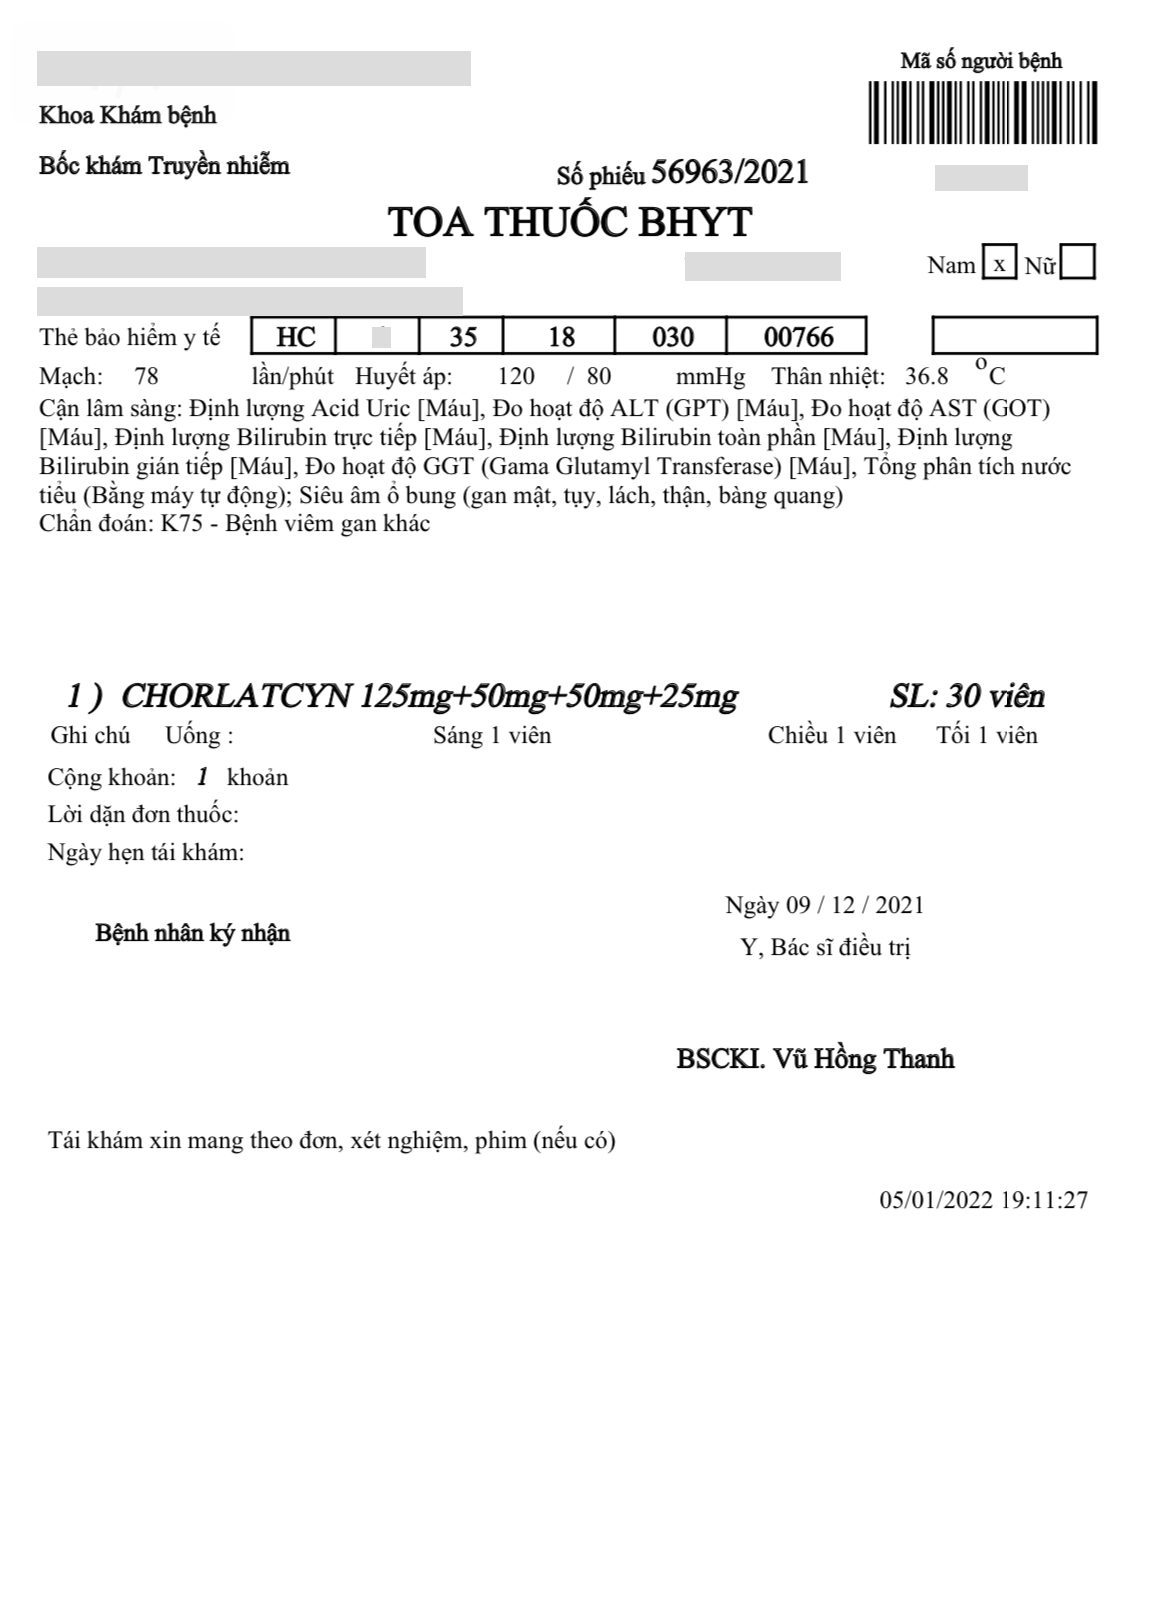 Mã số người bệnh
Khoa Khám bệnh
Bốc khám Truyền nhiễm
Số phiếu 56963/2021
TOA THUỐC BHYT
Nam x Nữ
Thẻ bảo hiểm y tế HC 35 18 030 00766
Mạch: 78 lần/phút Huyết áp: 120 / 80 mmHg Thân nhiệt: 36.8 °C
Cận lâm sàng: Định lượng Acid Uric [Máu], Đo hoạt độ ALT (GPT) [Máu], Đo hoạt độ AST (GOT)
[Máu], Định lượng Bilirubin trực tiếp [Máu], Định lượng Bilirubin toàn phần [Máu], Định lượng
Bilirubin gián tiếp [Máu], Đo hoạt độ GGT (Gama Glutamyl Transferase) [Máu], Tổng phân tích nước
tiểu (Bằng máy tự động); Siêu âm ổ bung (gan mật, tụy, lách, thận, bàng quang)
Chẩn đoán: K75 - Bệnh viêm gan khác
1 ) CHORLATCYN 125mg+50mg+50mg+25mg SL: 30 viên
Ghi chú Uống : Sáng 1 viên Chiều 1 viên Tối 1 viên
Cộng khoản: 1 khoản
Lời dặn đơn thuốc:
Ngày hẹn tái khám:
Ngày 09 / 12 / 2021
Bệnh nhân ký nhận
Y, Bác sĩ điều trị
BSCKI. Vũ Hồng Thanh
Tái khám xin mang theo đơn, xét nghiệm, phim (nếu có)
05/01/2022 19:11:27